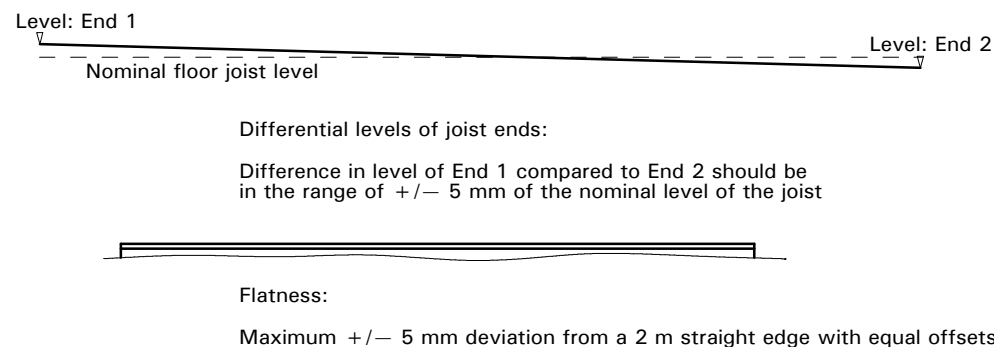 Level: End 1
Level: End 2
Nominal floor joist level
Differential levels of joist ends:
Difference in level of End 1 compared to End 2 should be
in the range of +/− 5 mm of the nominal level of the joist
Flatness:
Maximum +/− 5 mm deviation from a 2 m straight edge with equal offsets